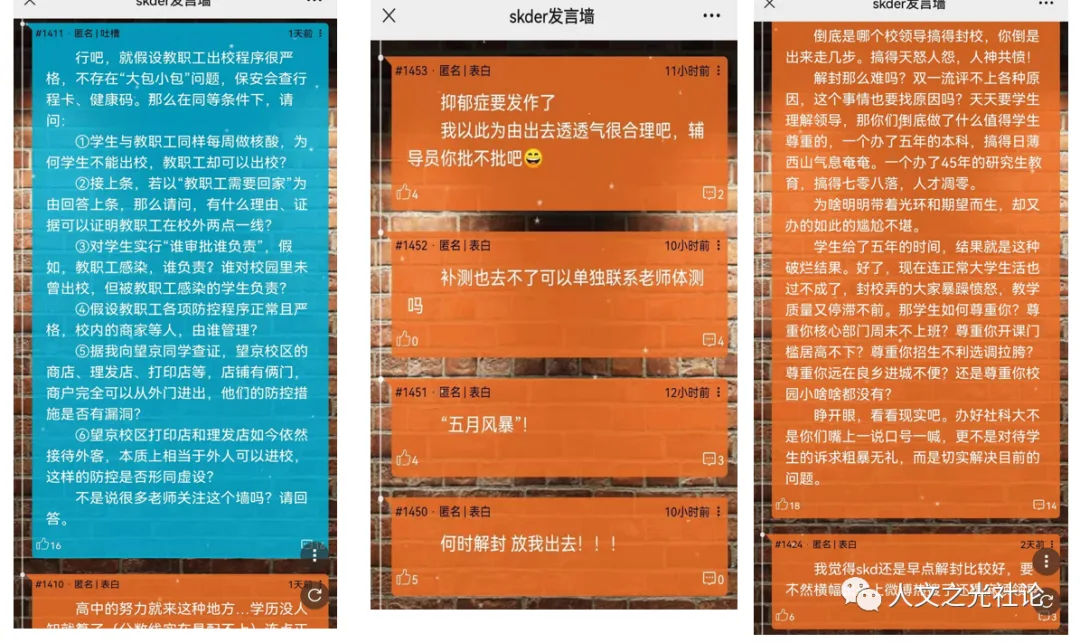 skder发言墙
#1411 · 匿名 | 吐槽
1天前
行吧，就假设教职工出校程序很严
格，不存在“大包小包”问题，保安会查行
程卡、健康码。那么在同等条件下，请
问：
①学生与教职工同样每周做核酸，为
何学生不能出校，教职工却可以出校？
②接上条，若以“教职工需要回家”为
由回答上条，那么请问，有什么理由、证
据可以证明教职工在校外两点一线？
③对学生实行“谁审批谁负责”，假
如，教职工感染，谁负责？谁对校园里未
曾出校，但被教职工感染的学生负责？
④假设教职工各项防控程序正常且严
格，校内的商家等人，由谁管理？
⑤据我向望京同学查证，望京校区的
商店、理发店、打印店等，店铺有俩门，
商户完全可以从外门进出，他们的防控措
施是否有漏洞？
⑥望京校区打印店和理发店如今依然
接待外客，本质上相当于外人可以进校，
这样的防控是否形同虚设？
不是说很多老师关注这个墙吗？请回
答。
16
#1410 · 匿名 | 表白
1天前
高中的努力就来这种地方…学历没人
skder发言墙
#1453 · 匿名 | 表白
11小时前
抑郁症要发作了
我以此为由出去透透气很合理吧，辅
导员你批不批吧😄
4
2
#1452 · 匿名 | 表白
10小时前
补测也去不了可以单独联系老师体测
吗
0
4
#1451 · 匿名 | 表白
12小时前
“五月风暴”！
4
3
#1450 · 匿名 | 表白
10小时前
何时解封 放我出去！！！
5
0
skder发言墙
到底是哪个校领导搞得封校，你倒是
出来走几步。搞得天怒人怨，人神共愤！
解封那么难吗？双一流评不上各种原
因，这个事情也要找原因吗？天天要学生
理解领导，那你们倒底做了什么值得学生
尊重的，一个办了五年的本科，搞得日薄
西山气息奄奄。一个办了45年的研究生教
育，搞得七零八落，人才凋零。
为啥明明带着光环和期望而生，却又
办的如此的尴尬不堪。
学生给了五年的时间，结果就是这种
破烂结果。好了，现在连正常大学生活也
过不成了，封校弄的大家暴躁愤怒，教学
质量又停滞不前。那学生如何尊重你？尊
重你核心部门周末不上班？尊重你开课门
槛居高不下？尊重你招生不利选调拉胯？
尊重你远在良乡进城不便？还是尊重你校
园小啥啥都没有？
睁开眼，看看现实吧。办好社科大不
是你们嘴上一说口号一喊，更不是对待学
生的诉求粗暴无礼，而是切实解决目前的
问题。
18
14
#1424 · 匿名 | 表白
2天前
我觉得skd还是早点解封比较好，要
不然横幅
上微博热搜
人文之光社论
6
3